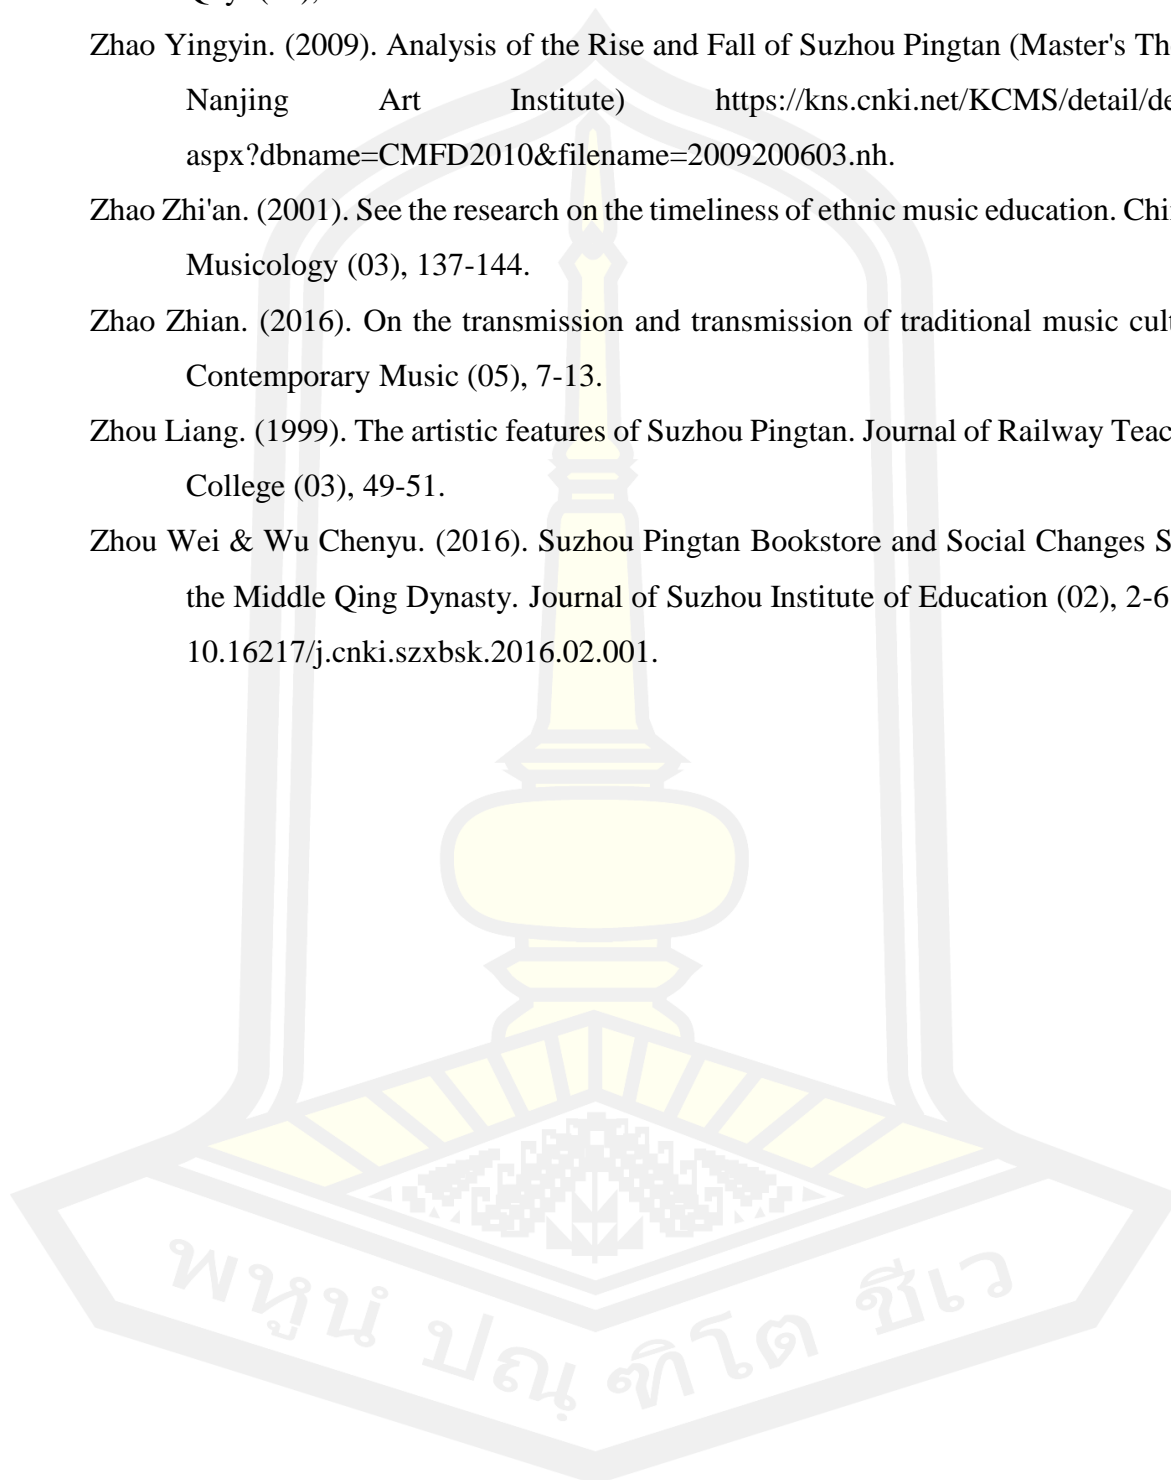 Zhao Yingyin. (2009). Analysis of the Rise and Fall of Suzhou Pingtan (Master's
Nanjing Art Institute) https://kns.cnki.net/KCMS/detail/de
aspx?dbname=CMFD2010&filename=2009200603.nh.
Zhao Zhi'an. (2001). See the research on the timeliness of ethnic music education.
Musicology (03), 137-144.
Zhao Zhian. (2016). On the transmission and transmission of traditional music
Contemporary Music (05), 7-13.
Zhou Liang. (1999). The artistic features of Suzhou Pingtan. Journal of Railway
College (03), 49-51.
Zhou Wei & Wu Chenyu. (2016). Suzhou Pingtan Bookstore and Social Changes
the Middle Qing Dynasty. Journal of Suzhou Institute of Education (02), 2-6
10.16217/j.cnki.szxbsk.2016.02.001.
พหูนํ ปณฺฑิโต ชีเว